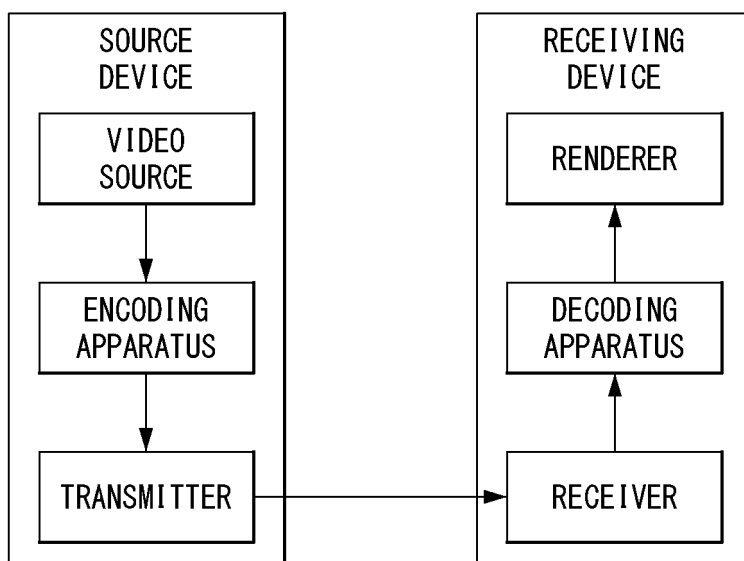 SOURCE
DEVICE
VIDEO
SOURCE
ENCODING
APPARATUS
TRANSMITTER
RECEIVING
DEVICE
RENDERER
DECODING
APPARATUS
RECEIVER